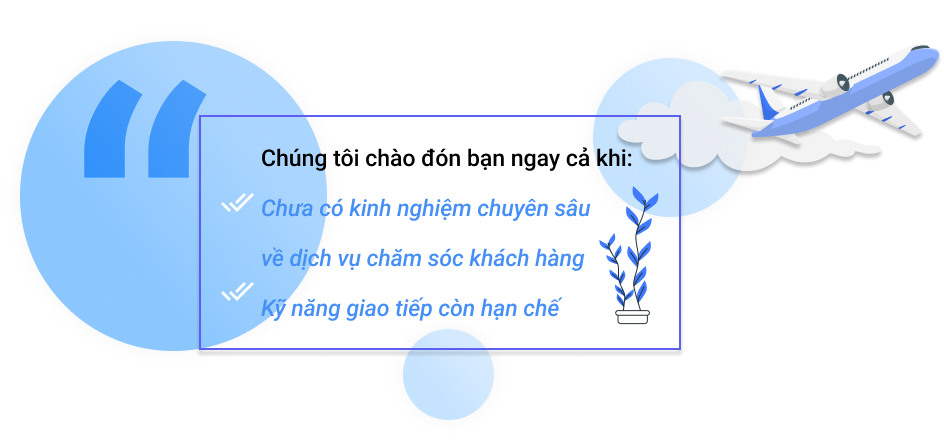 “
Chúng tôi chào đón bạn ngay cả khi:
Chưa có kinh nghiệm chuyên sâu
về dịch vụ chăm sóc khách hàng
Kỹ năng giao tiếp còn hạn chế